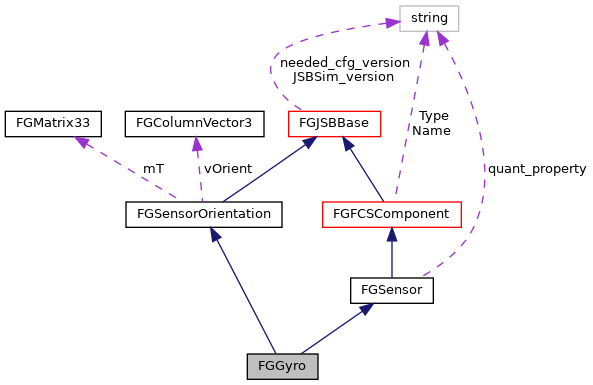 string
needed_cfg_version
JSBSim_version
FGMatrix33
FGColumnVector3
FGJSBBase
Type
Name
mT
vOrient
quant_property
FGSensorOrientation
FGFCSComponent
FGSensor
FGGyro